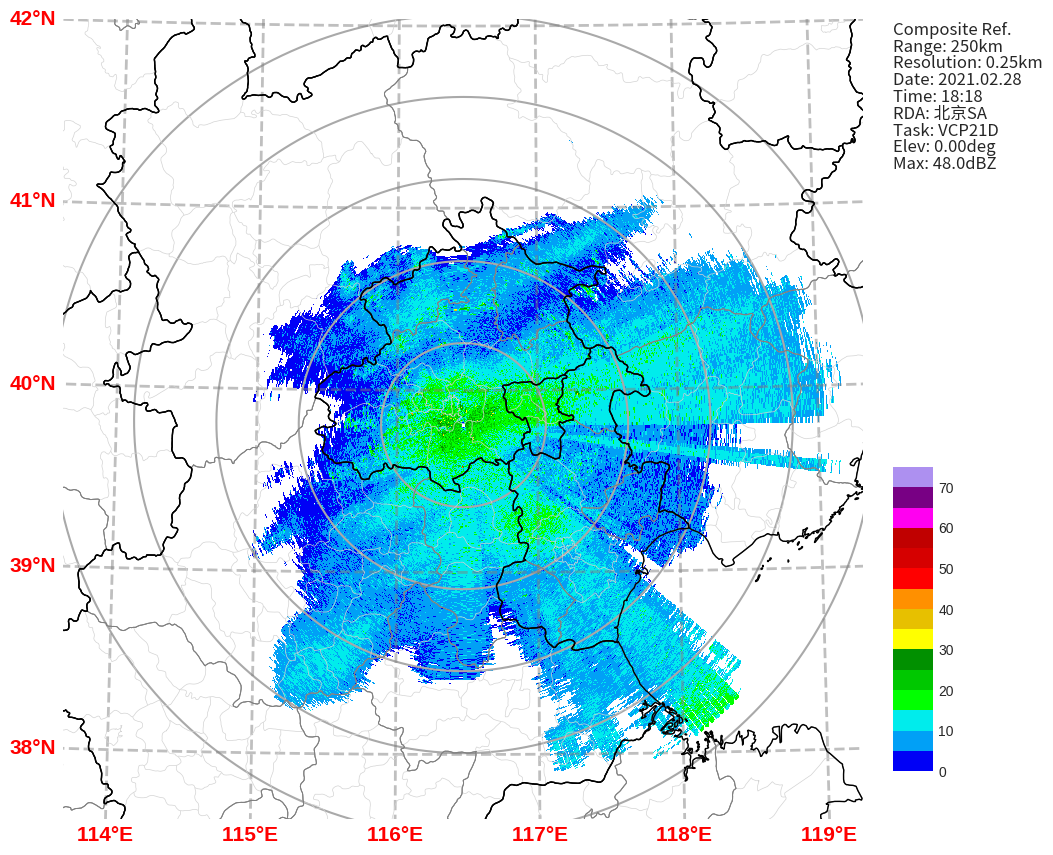 Composite Ref.
Range: 250km
Resolution: 0.25km
Date: 2021.02.28
Time: 18:18
RDA: 北京SA
Task: VCP21D
Elev: 0.00deg
Max: 48.0dBZ
42°N
41°N
40°N
39°N
38°N
70
60
50
40
30
20
10
0
114°E
115°E
116°E
117°E
118°E
119°E